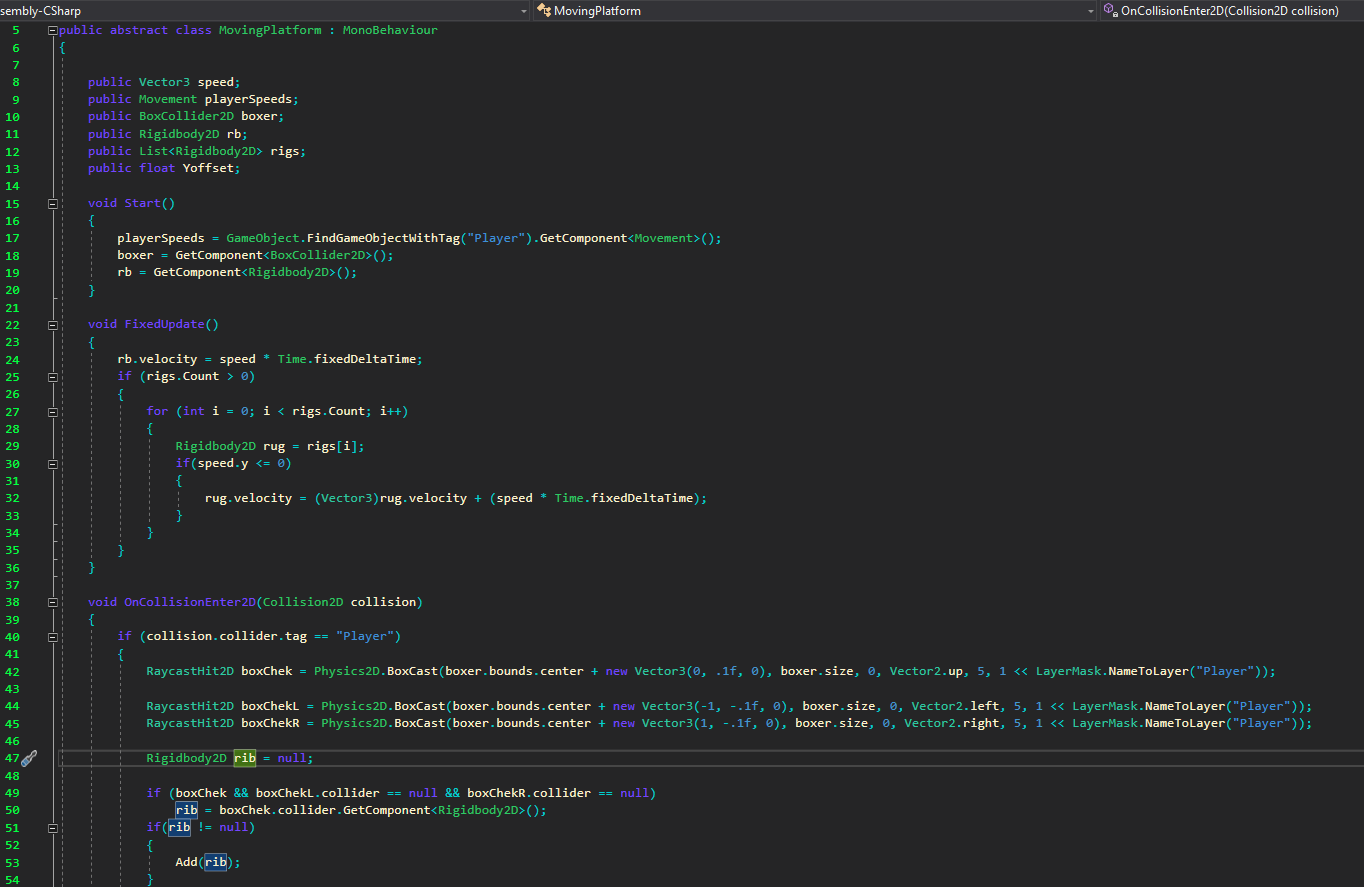 sembly-CSharp MovingPlatform OnCollisionEnter2D(Collision2D collision)
5 public abstract class MovingPlatform : MonoBehaviour
6 {
7
8 public Vector3 speed;
9 public Movement playerSpeeds;
10 public BoxCollider2D boxer;
11 public Rigidbody2D rb;
12 public List<Rigidbody2D> rigs;
13 public float Yoffset;
14
15 void Start()
16 {
17 playerSpeeds = GameObject.FindGameObjectWithTag("Player").GetComponent<Movement>();
18 boxer = GetComponent<BoxCollider2D>();
19 rb = GetComponent<Rigidbody2D>();
20 }
21
22 void FixedUpdate()
23 {
24 rb.velocity = speed * Time.fixedDeltaTime;
25 if (rigs.Count > 0)
26 {
27 for (int i = 0; i < rigs.Count; i++)
28 {
29 Rigidbody2D rug = rigs[i];
30 if(speed.y <= 0)
31 {
32 rug.velocity = (Vector3)rug.velocity + (speed * Time.fixedDeltaTime);
33 }
34 }
35 }
36 }
37
38 void OnCollisionEnter2D(Collision2D collision)
39 {
40 if (collision.collider.tag == "Player")
41 {
42 RaycastHit2D boxChek = Physics2D.BoxCast(boxer.bounds.center + new Vector3(0, .1f, 0), boxer.size, 0, Vector2.up, 5, 1 << LayerMask.NameToLayer("Player"));
43
44 RaycastHit2D boxChekL = Physics2D.BoxCast(boxer.bounds.center + new Vector3(-1, -.1f, 0), boxer.size, 0, Vector2.left, 5, 1 << LayerMask.NameToLayer("Player"));
45 RaycastHit2D boxChekR = Physics2D.BoxCast(boxer.bounds.center + new Vector3(1, -.1f, 0), boxer.size, 0, Vector2.right, 5, 1 << LayerMask.NameToLayer("Player"));
46
47 Rigidbody2D rib = null;
48
49 if (boxChek && boxChekL.collider == null && boxChekR.collider == null)
50 rib = boxChek.collider.GetComponent<Rigidbody2D>();
51 if(rib != null)
52 {
53 Add(rib);
54 }